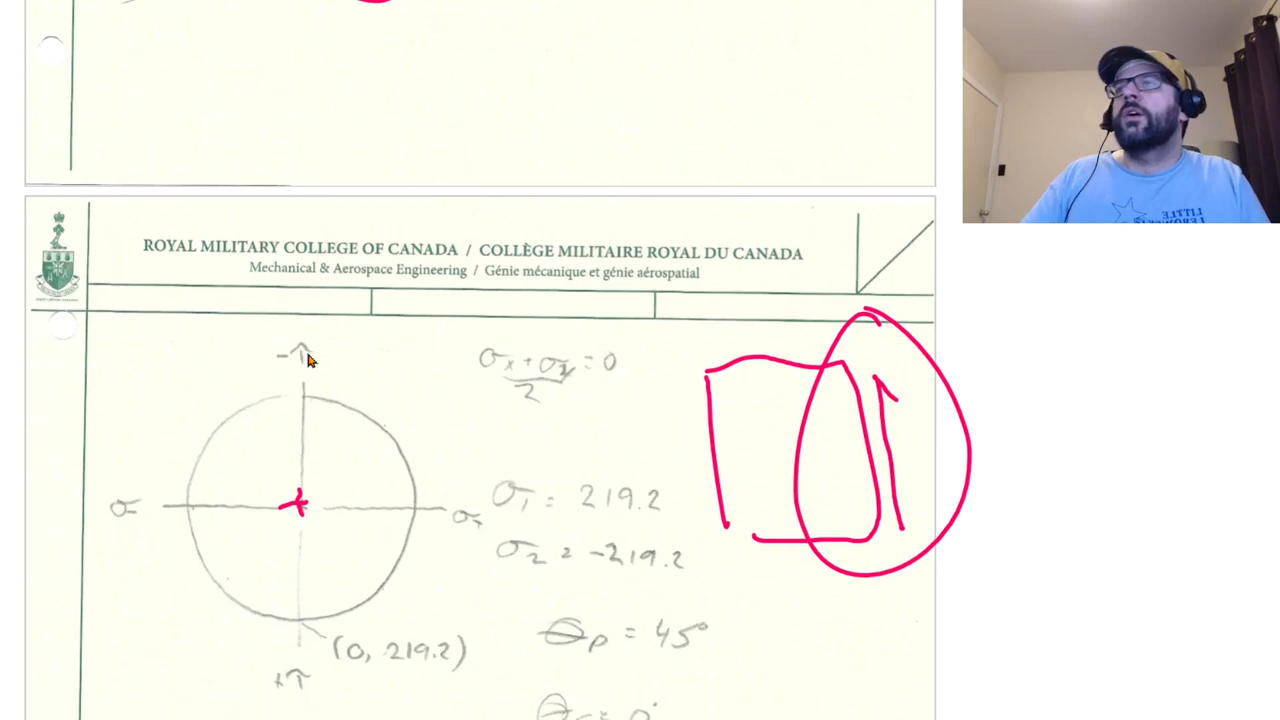 ROYAL MILITARY COLLEGE OF CANADA / COLLÈGE MILITAIRE ROYAL DU CANADA
Mechanical & Aerospace Engineering / Génie mécanique et génie aérospatial
-τ
σx + σy = 0
2
σ
σ1 = 219.2
σ2 = -219.2
θp = 45°
(0, 219.2)
+τ
LITTLE